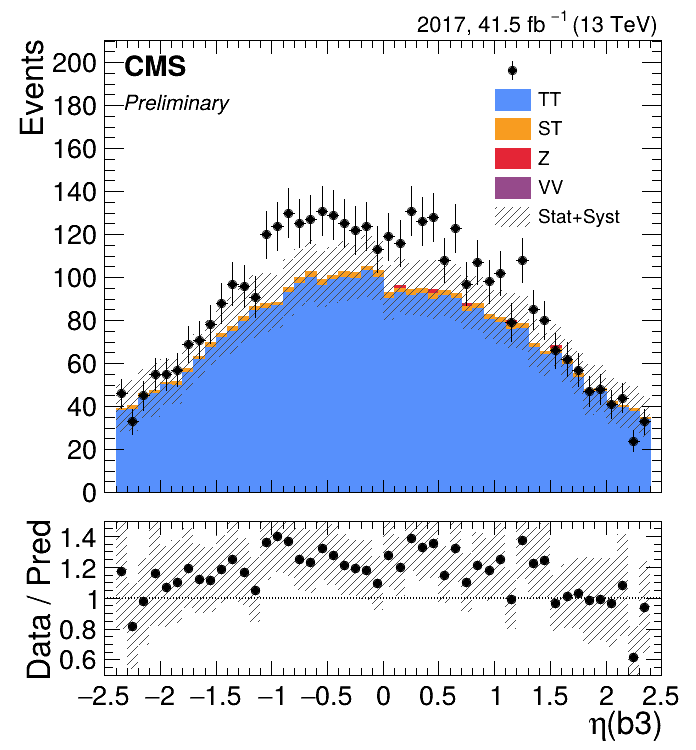 2017, 41.5 fb⁻¹ (13 TeV)
CMS
Preliminary
TT
ST
Z
VV
Stat+Syst
Events
200
180
160
140
120
100
80
60
40
20
0
Data / Pred
1.4
1.2
1
0.8
0.6
−2.5 −2 −1.5 −1 −0.5 0 0.5 1 1.5 2 2.5
η(b3)